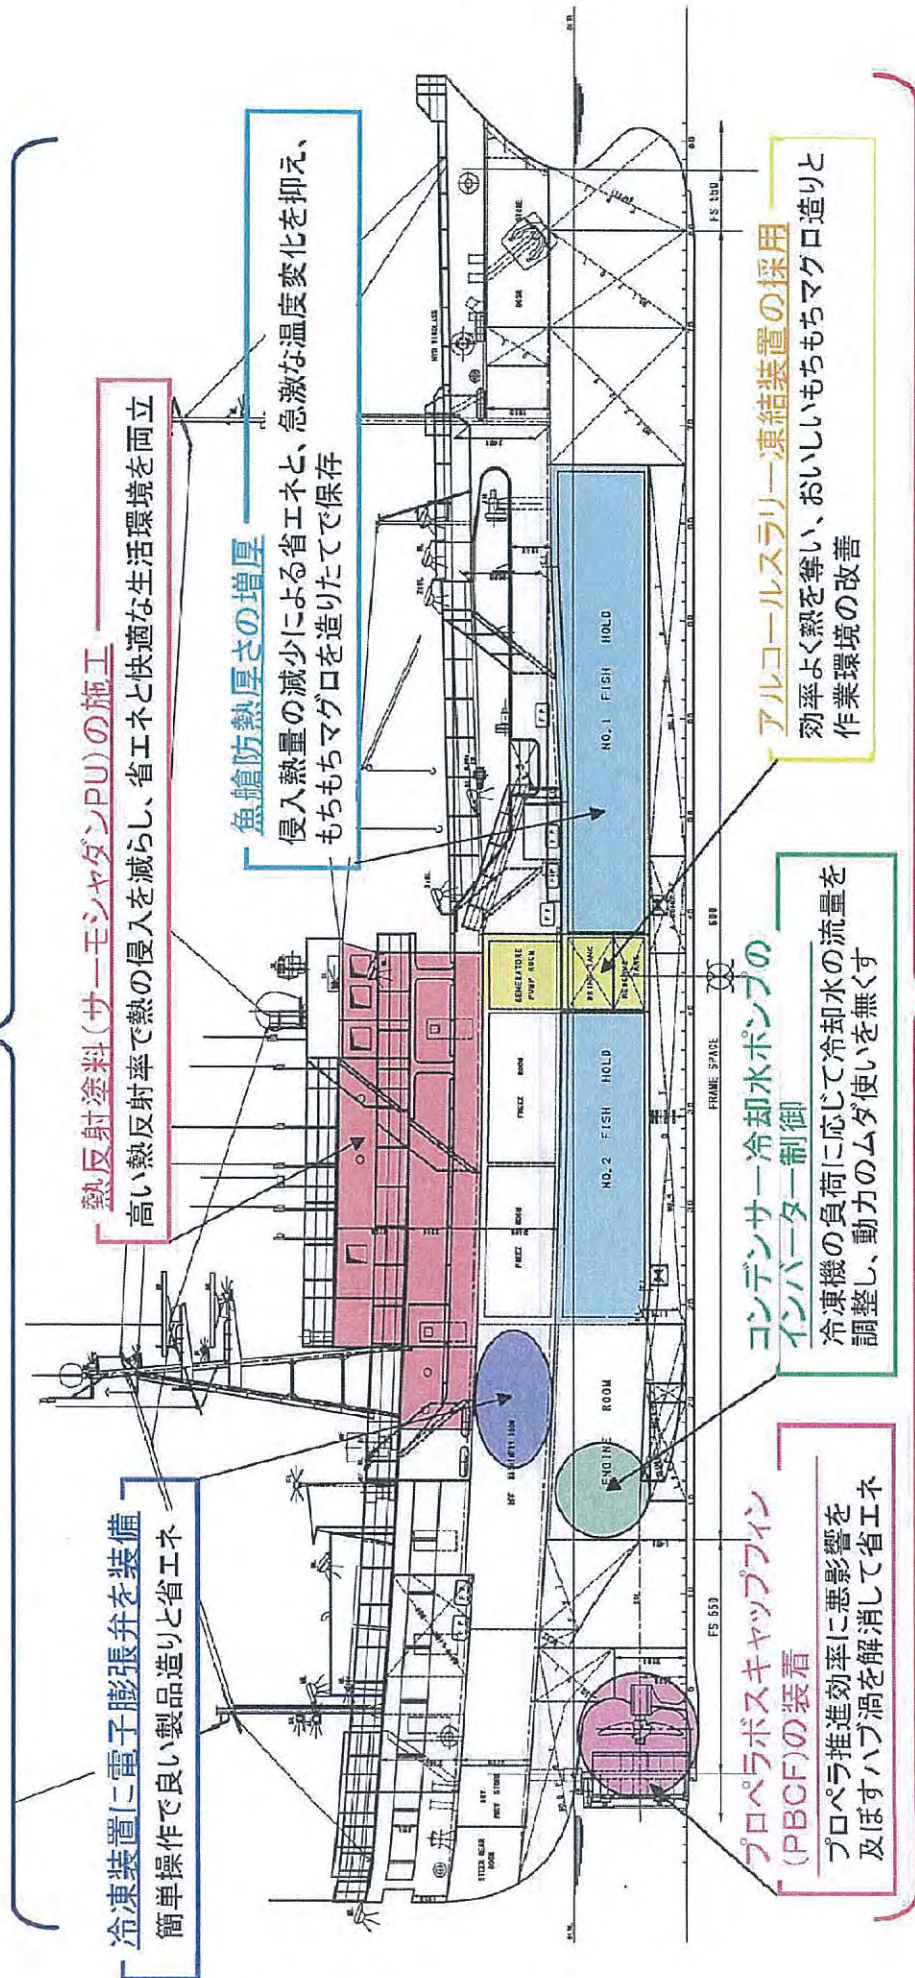 冷凍装置に電子膨張弁を装備
簡単操作で良い製品造りと省エネ
熱反射塗料(サーモシャダンPU)の施工
高い熱反射率で熱の侵入を減らし、省エネと快適な生活環境を両立
魚艙防熱厚さの増厚
侵入熱量の減少による省エネと、急激な温度変化を抑え、
もちもちマグロを造りたてで保存
STEER GEAR
ROOM
ENGINE ROOM
FREEZ ROOM
FREEZ ROOM
NO. 2 FISH HOLD
NO. 1 FISH HOLD
FS 550
FRAME SPACE
600
FS 550
プロペラボスキャップフィン
(PBCF)の装着
プロペラ推進効率に悪影響を
及ぼすハブ渦を解消して省エネ
コンデンサー冷却水ポンプの
インバーター制御
冷凍機の負荷に応じて冷却水の流量を
調整し、動力のムダ使いを無くす
アルコールスラリー凍結装置の採用
効率よく熱を奪い、おいしいもちもちマグロ造りと
作業環境の改善